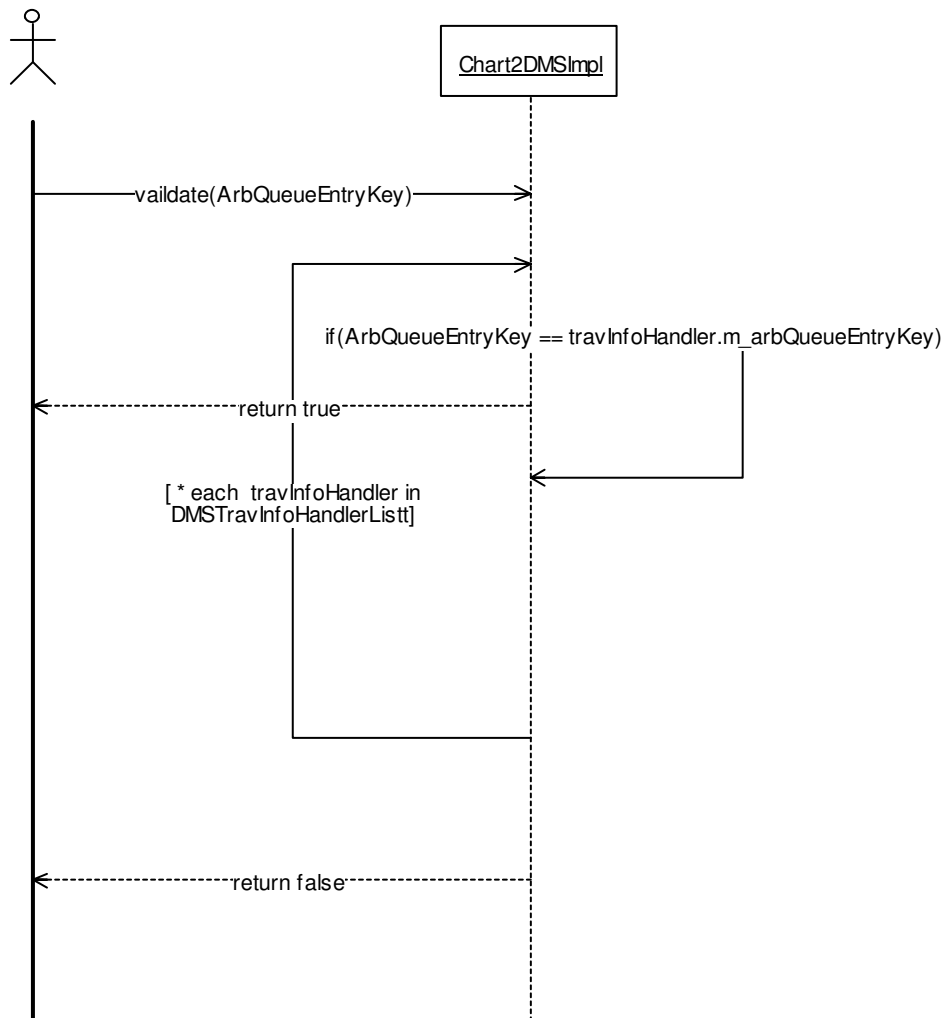 Chart2DMSImpl
vaildate(ArbQueueEntryKey)
if(ArbQueueEntryKey == travInfoHandler.m_arbQueueEntryKey)
return true
[ * each travInfoHandler in
DMSTravInfoHandlerListt]
return false